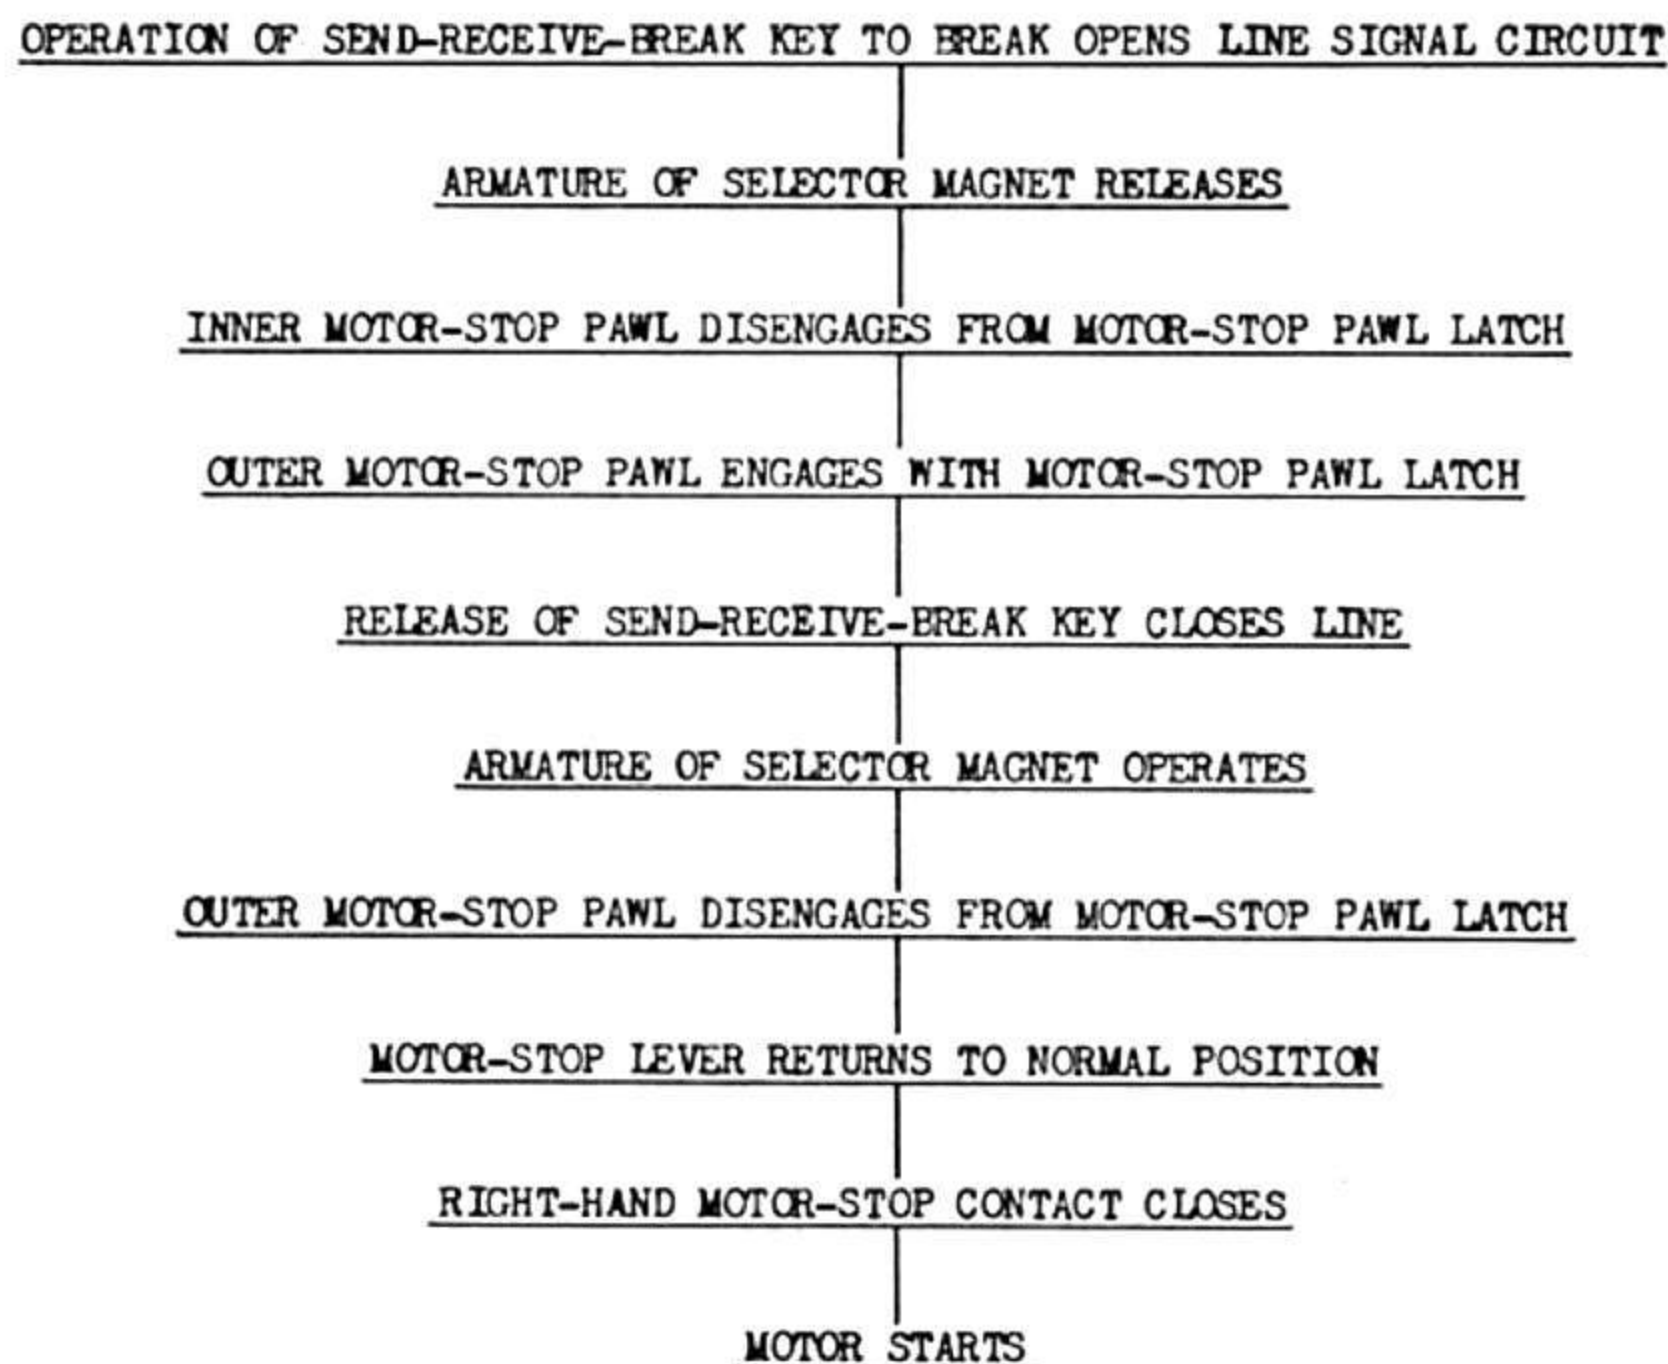 OPERATION OF SEND-RECEIVE-BREAK KEY TO BREAK OPENS LINE SIGNAL CIRCUIT
ARMATURE OF SELECTOR MAGNET RELEASES
INNER MOTOR-STOP PAWL DISENGAGES FROM MOTOR-STOP PAWL LATCH
OUTER MOTOR-STOP PAWL ENGAGES WITH MOTOR-STOP PAWL LATCH
RELEASE OF SEND-RECEIVE-BREAK KEY CLOSES LINE
ARMATURE OF SELECTOR MAGNET OPERATES
OUTER MOTOR-STOP PAWL DISENGAGES FROM MOTOR-STOP PAWL LATCH
MOTOR-STOP LEVER RETURNS TO NORMAL POSITION
RIGHT-HAND MOTOR-STOP CONTACT CLOSES
MOTOR STARTS